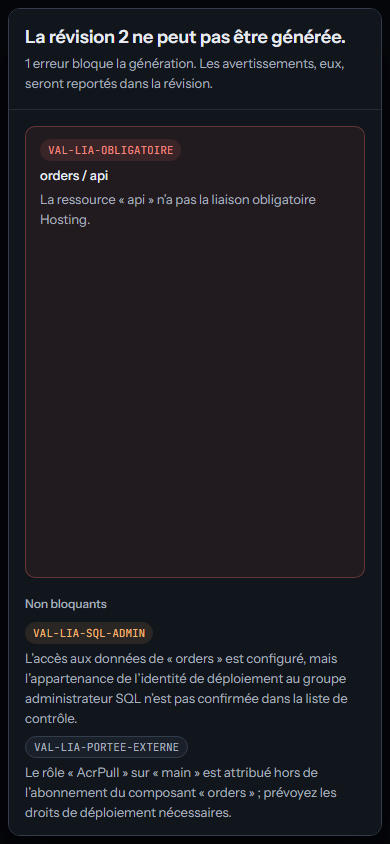 La révision 2 ne peut pas être générée.
1 erreur bloque la génération. Les avertissements, eux,
seront reportés dans la révision.
VAL-LIA-OBLIGATOIRE
orders / api
La ressource « api » n'a pas la liaison obligatoire
Hosting.
Non bloquants
VAL-LIA-SQL-ADMIN
L'accès aux données de « orders » est configuré, mais
l'appartenance de l'identité de déploiement au groupe
administrateur SQL n'est pas confirmée dans la liste de
contrôle.
VAL-LIA-PORTEE-EXTERNE
Le rôle « AcrPull » sur « main » est attribué hors de
l'abonnement du composant « orders » ; prévoyez les
droits de déploiement nécessaires.